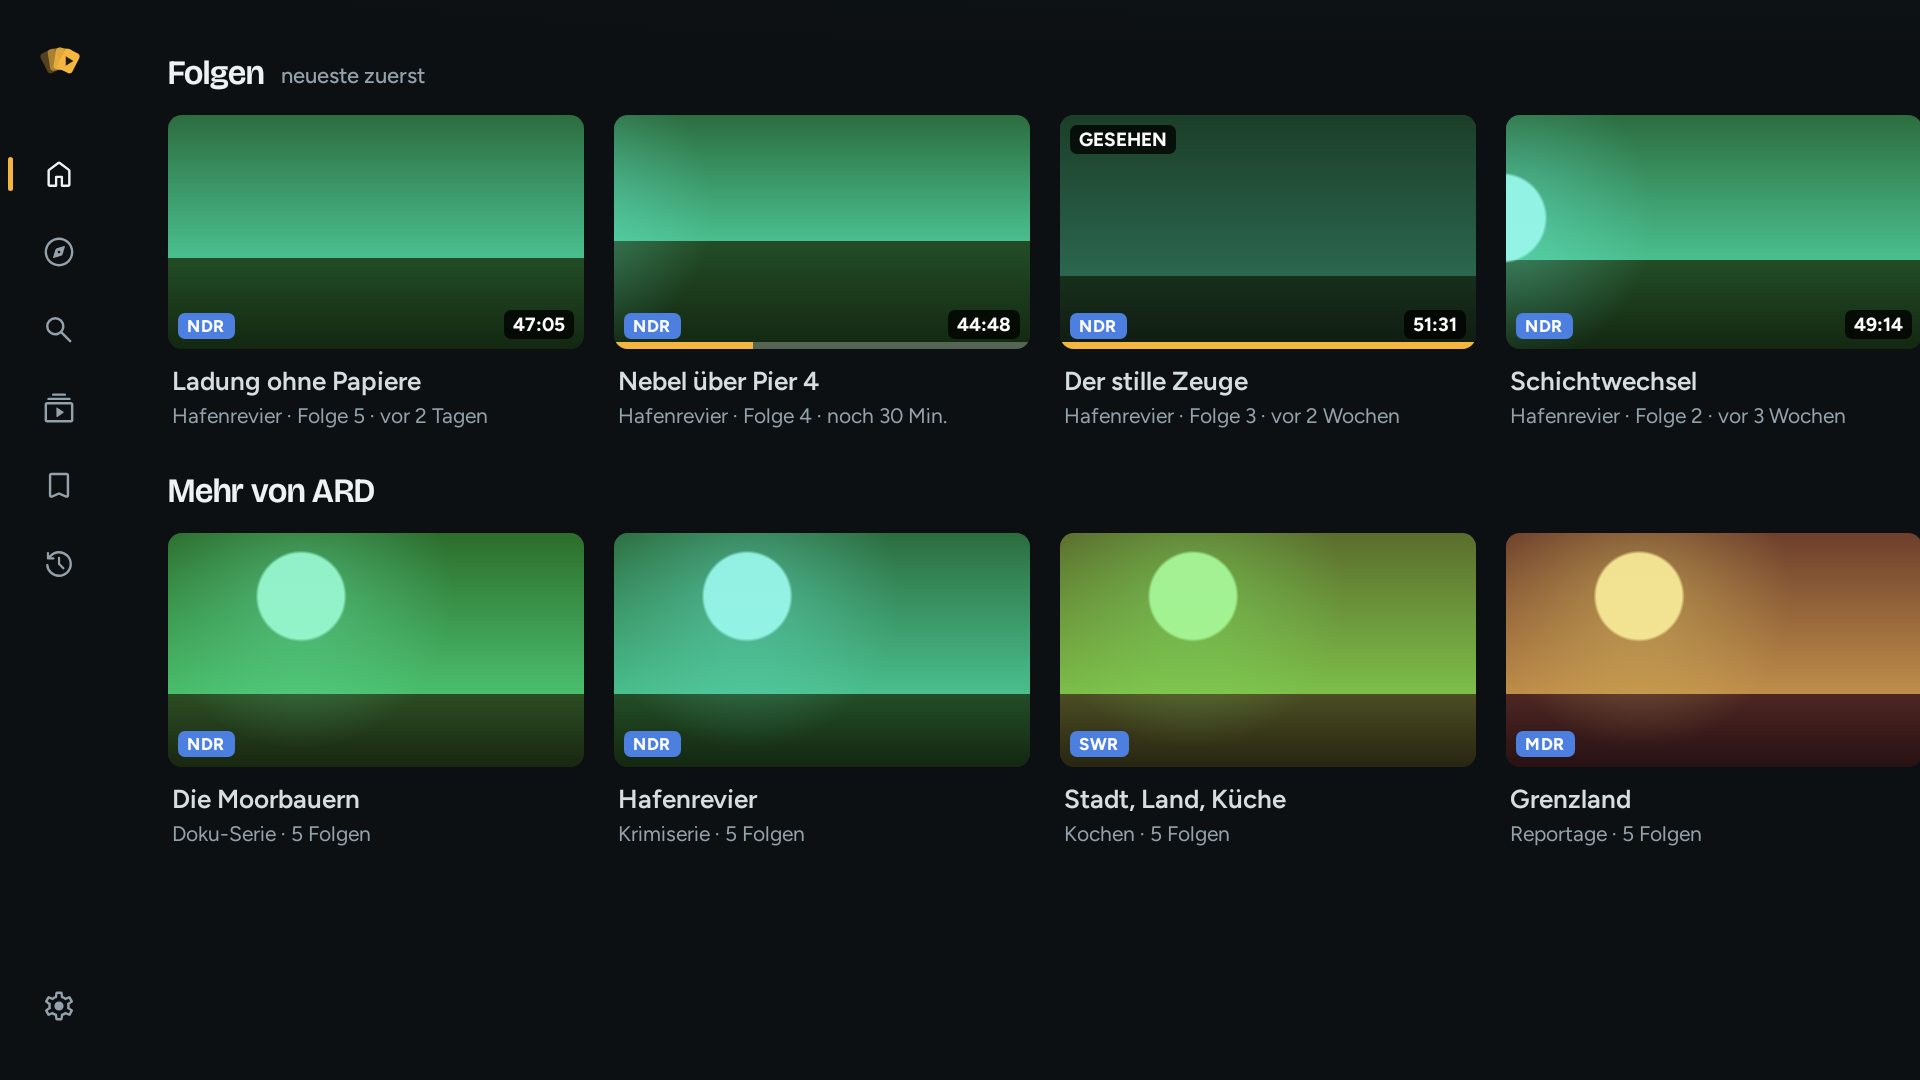 Folgen neueste zuerst
GESEHEN
NDR 47:05
NDR 44:48
NDR 51:31
NDR 49:14
Ladung ohne Papiere
Hafenrevier · Folge 5 · vor 2 Tagen
Nebel über Pier 4
Hafenrevier · Folge 4 · noch 30 Min.
Der stille Zeuge
Hafenrevier · Folge 3 · vor 2 Wochen
Schichtwechsel
Hafenrevier · Folge 2 · vor 3 Wochen
Mehr von ARD
NDR
NDR
SWR
MDR
Die Moorbauern
Doku-Serie · 5 Folgen
Hafenrevier
Krimiserie · 5 Folgen
Stadt, Land, Küche
Kochen · 5 Folgen
Grenzland
Reportage · 5 Folgen